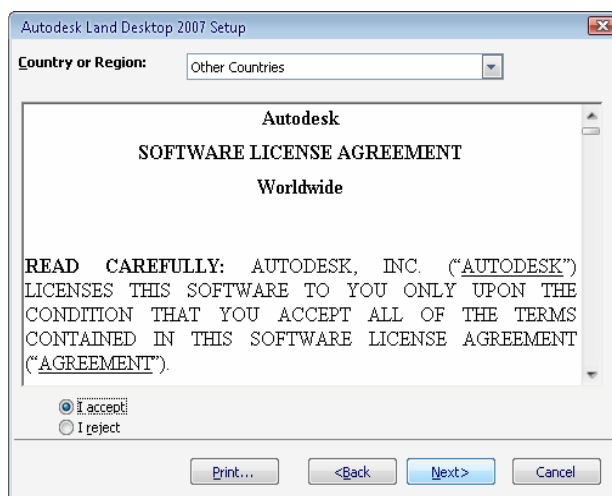 Autodesk Land Desktop 2007 Setup
Country or Region: Other Countries
Autodesk
SOFTWARE LICENSE AGREEMENT
Worldwide
READ CAREFULLY: AUTODESK, INC. (“AUTODESK”)
LICENSES THIS SOFTWARE TO YOU ONLY UPON THE
CONDITION THAT YOU ACCEPT ALL OF THE TERMS
CONTAINED IN THIS SOFTWARE LICENSE AGREEMENT
(“AGREEMENT”).
I accept
I reject
Print... <Back Next> Cancel